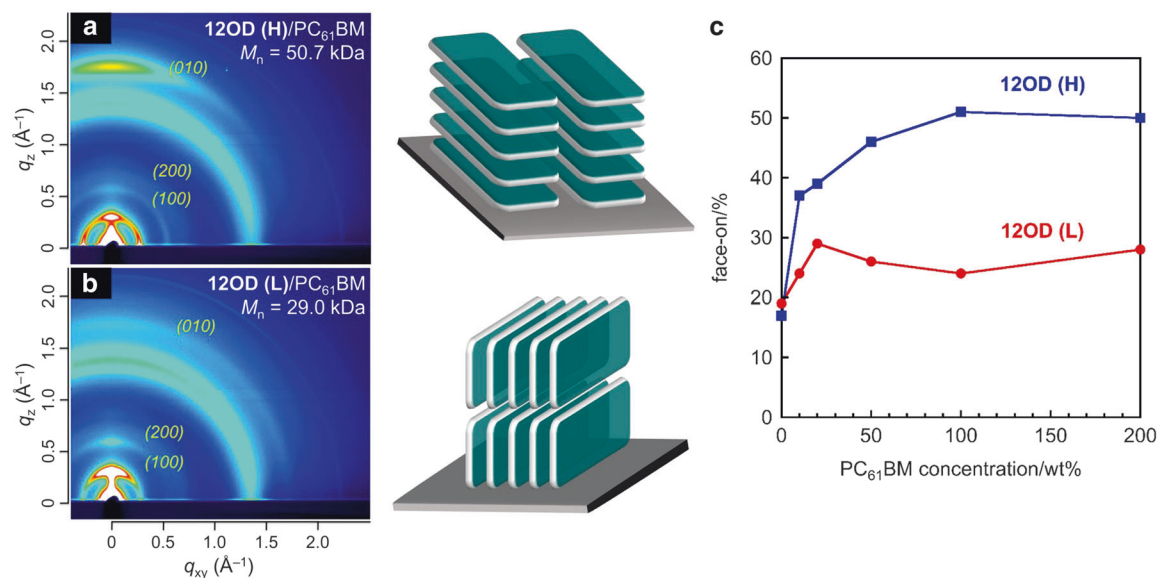 a
12OD (H)/PC₆₁BM
Mₙ = 50.7 kDa
(010)
(200)
(100)
q_z (Å⁻¹)
2.0
1.5
1.0
0.5
0
b
12OD (L)/PC₆₁BM
Mₙ = 29.0 kDa
(010)
(200)
(100)
q_z (Å⁻¹)
2.0
1.5
1.0
0.5
0
0 0.5 1.0 1.5 2.0
q_xy (Å⁻¹)
c
12OD (H)
12OD (L)
face-on/%
60
50
40
30
20
10
0
0 50 100 150 200
PC₆₁BM concentration/wt%